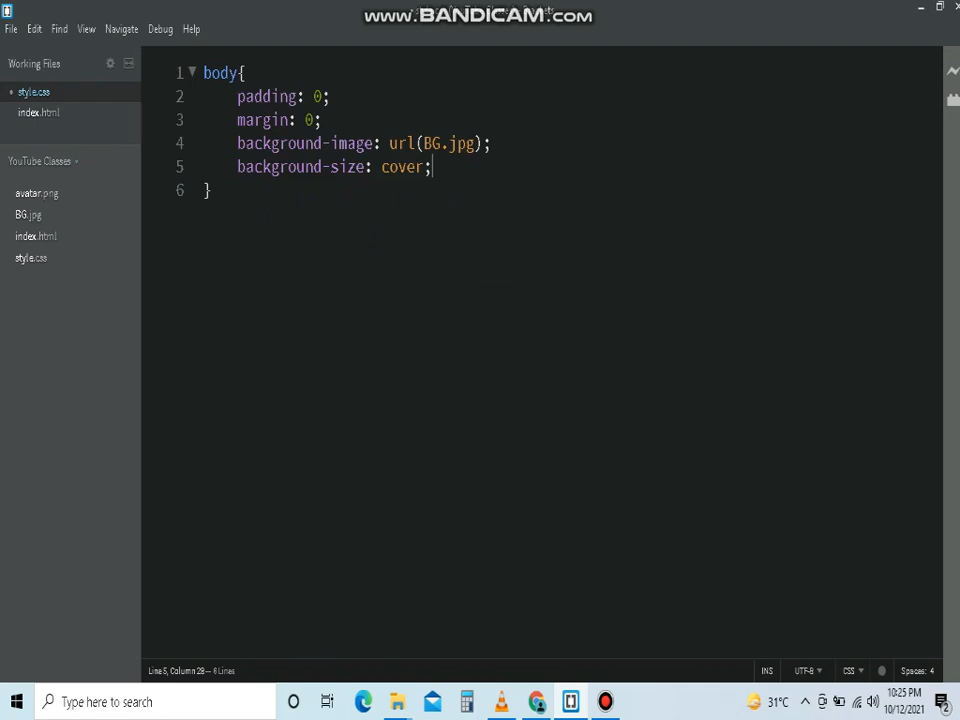 www.BANDICAM.com
File Edit Find View Navigate Debug Help
Working Files
style.css
index.html
YouTube Classes
avatar.png
BG.jpg
index.html
style.css
1 body{
2 padding: 0;
3 margin: 0;
4 background-image: url(BG.jpg);
5 background-size: cover;
6 }
Line 5, Column 28 — 6 Lines
INS UTF-8 CSS Spaces: 4
Type here to search
31°C
10:25 PM
10/12/2021
2